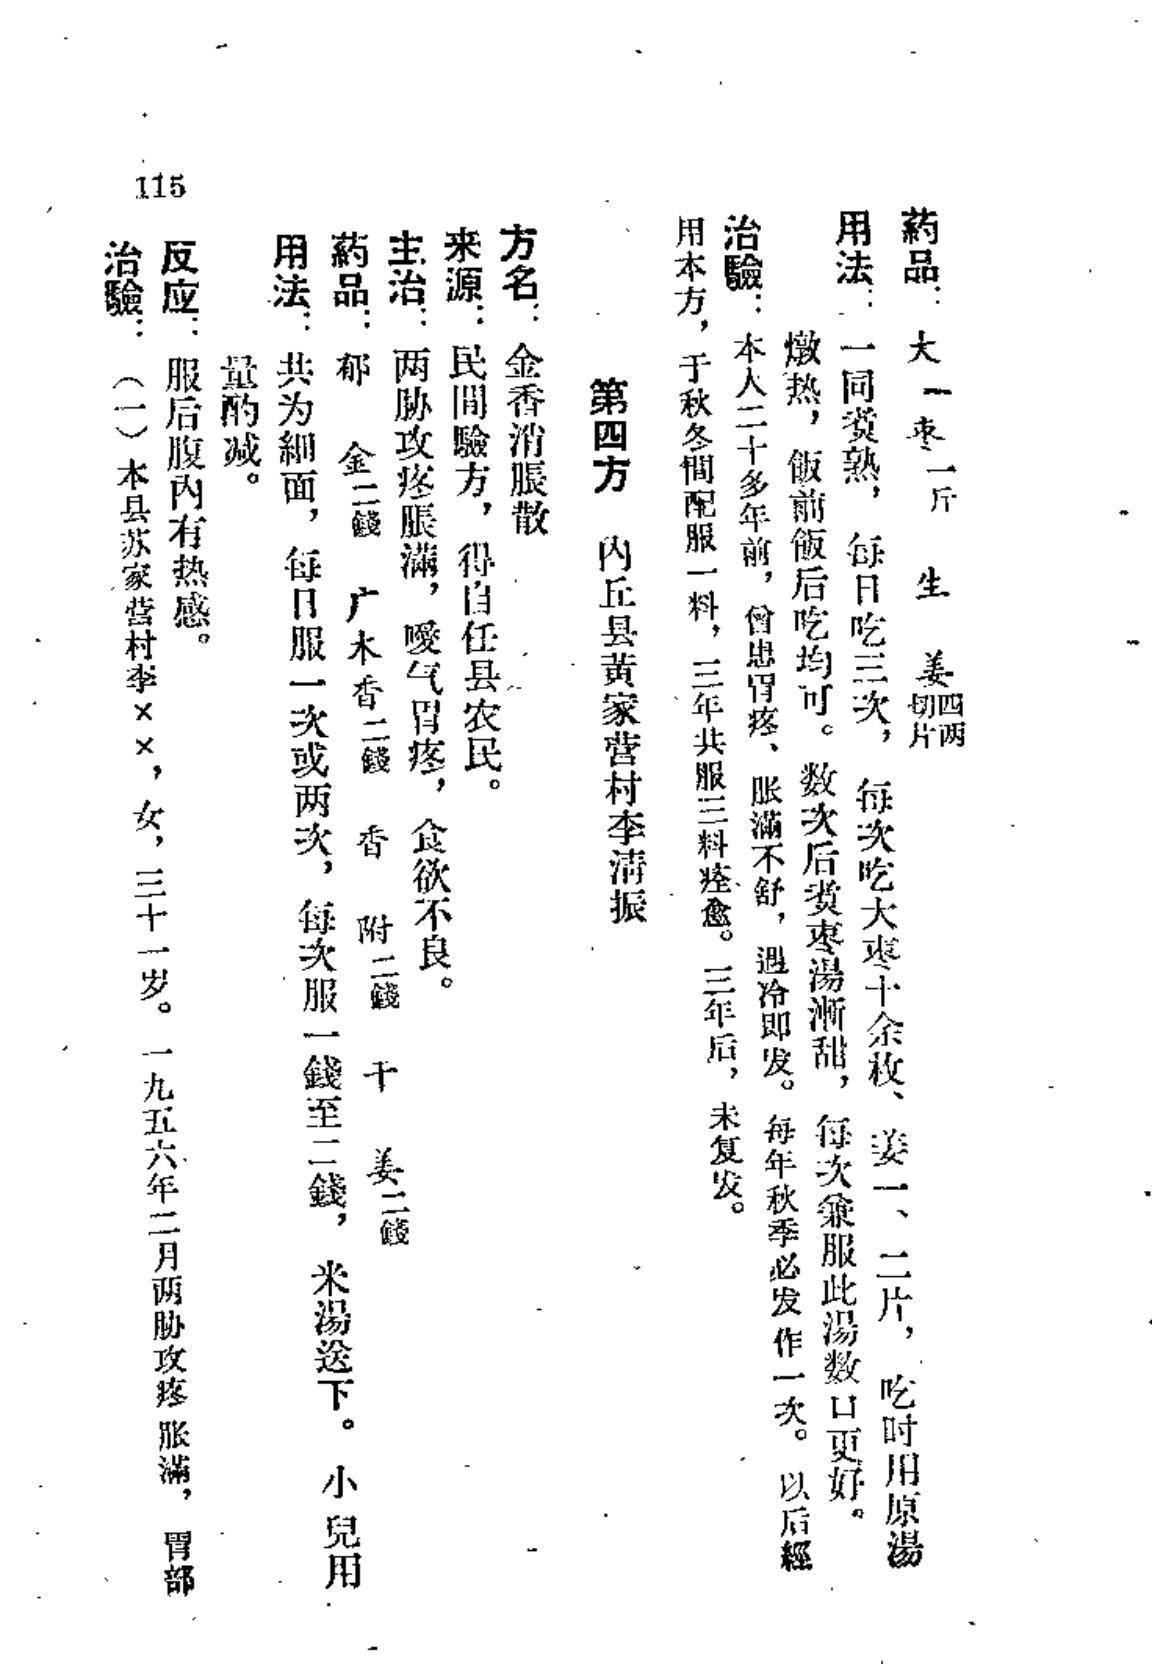 药品：大枣一斤　生姜四两切片
用法：一同煑熟，每日吃三次，每次吃大枣十余枚、姜一、二片，吃时用原湯
燉热，飯前飯后吃均可。数次后煑枣湯漸甜，每次兼服此湯数口更好。
治驗：本人二十多年前，曾患胃疼、脹滿不舒，遇冷即发。每年秋季必发作一次。以后經
用本方，于秋冬間配服一料，三年共服三料痊愈。三年后，未复发。
第四方　内丘县黄家营村李清振
方名：金香消脹散
来源：民間驗方，得自任县农民。
主治：两胁攻疼脹滿，噯气胃疼，食欲不良。
葯品：郁金二錢　广木香二錢　香附二錢　干姜二錢
用法：共为細面，每日服一次或两次，每次服一錢至二錢，米湯送下。小兒用
量酌减。
反应：服后腹內有热感。
治驗：（一）本县苏家营村李××，女，三十一岁。一九五六年二月两胁攻疼脹滿，胃部
115